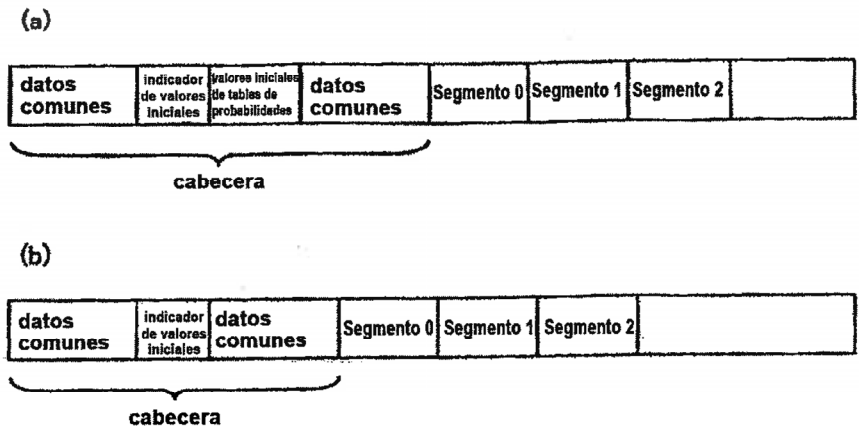 (a)
datos
comunes
indicador
de valores
iniciales
valores iniciales
de tables de
probabilidades
datos
comunes
Segmento 0
Segmento 1
Segmento 2
cabecera
(b)
datos
comunes
indicador
de valores
iniciales
datos
comunes
Segmento 0
Segmento 1
Segmento 2
cabecera